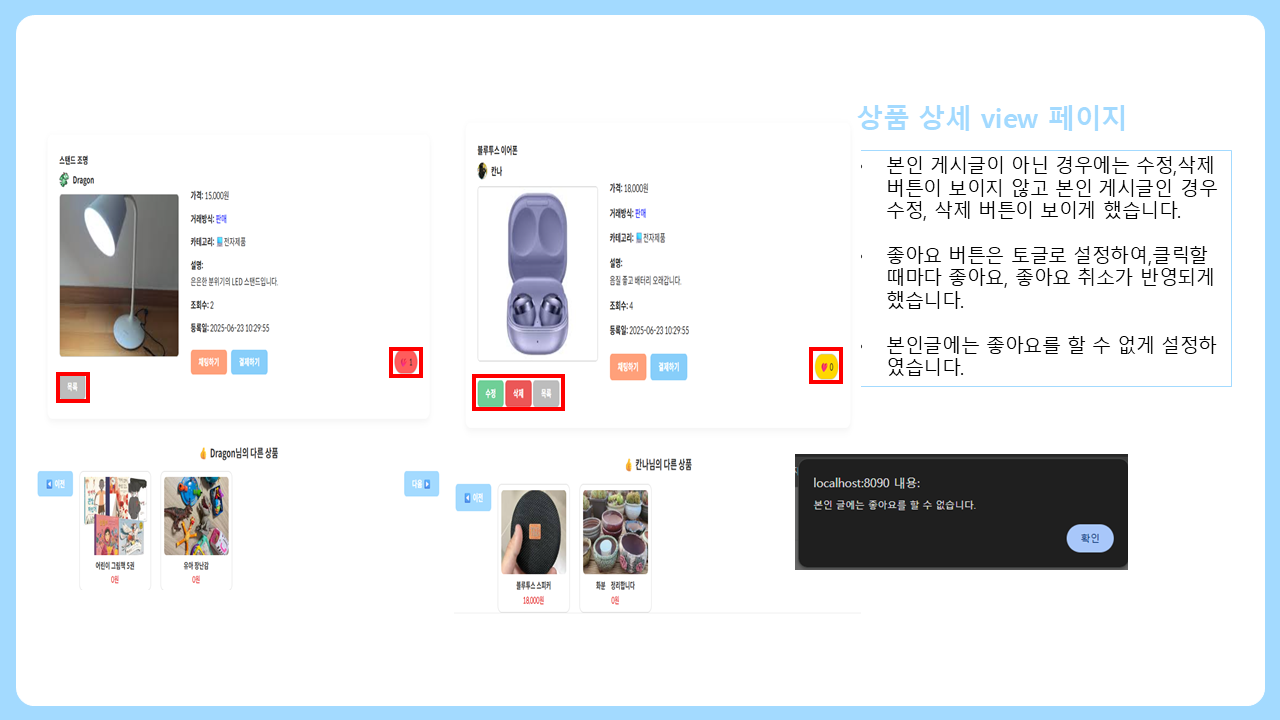 상품 상세 view 페이지
• 본인 게시글이 아닌 경우에는 수정,삭제
버튼이 보이지 않고 본인 게시글인 경우
수정, 삭제 버튼이 보이게 했습니다.
• 좋아요 버튼은 토글로 설정하여,클릭할
때마다 좋아요, 좋아요 취소가 반영되게
했습니다.
• 본인글에는 좋아요를 할 수 없게 설정하
였습니다.
스탠드 조명
Dragon
가격: 15,000원
거래방식: 판매
카테고리: 전자제품
설명:
은은한 분위기의 LED 스탠드입니다.
조회수: 2
등록일: 2025-06-23 10:29:55
채팅하기 결제하기
1
목록
Dragon님의 다른 상품
이전
다음
어린이 그림책 5권
0원
유아 장난감
0원
블루투스 이어폰
칸나
가격: 18,000원
거래방식: 판매
카테고리: 전자제품
설명:
음질 좋고 배터리 오래갑니다.
조회수: 4
등록일: 2025-06-23 10:29:55
채팅하기 결제하기
0
수정 삭제 목록
칸나님의 다른 상품
이전
블루투스 스피커
18,000원
화분 정리합니다
0원
localhost:8090 내용:
본인 글에는 좋아요를 할 수 없습니다.
확인